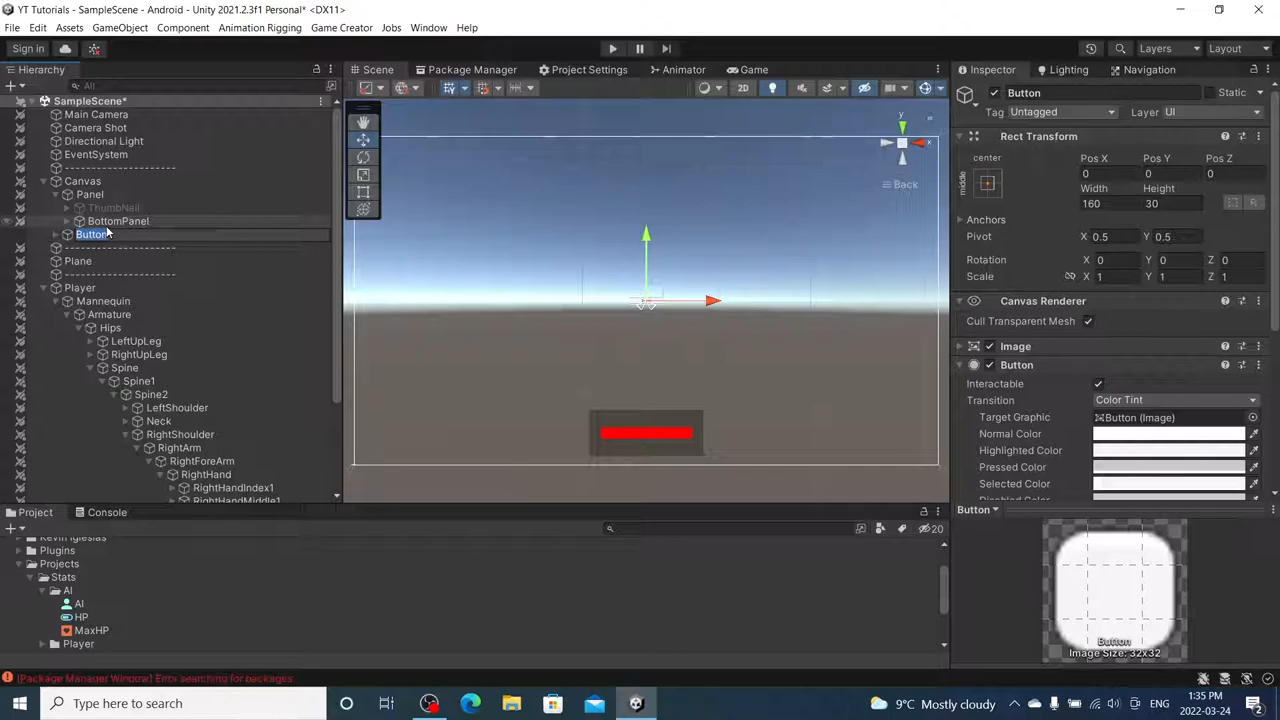 YT Tutorials - SampleScene - Android - Unity 2021.2.3f1 Personal* <DX11>
File Edit Assets GameObject Component Animation Rigging Game Creator Jobs Window Help
Sign in Layers Layout
Hierarchy
All
SampleScene*
Main Camera
Camera Shot
Directional Light
EventSystem
------------------------
Canvas
Panel
ThumbNail
BottomPanel
Button
------------------------
Plane
------------------------
Player
Mannequin
Armature
Hips
LeftUpLeg
RightUpLeg
Spine
Spine1
Spine2
LeftShoulder
Neck
RightShoulder
RightArm
RightForeArm
RightHand
RightHandIndex1
RightHandMiddle1
Scene Package Manager Project Settings Animator Game
2D
y
x
Back
Inspector Lighting Navigation
Button Static
Tag Untagged Layer UI
Rect Transform
center
middle
Pos X Pos Y Pos Z
0 0 0
Width Height
160 30
R
Anchors
Pivot X 0.5 Y 0.5
Rotation X 0 Y 0 Z 0
Scale X 1 Y 1 Z 1
Canvas Renderer
Cull Transparent Mesh
Image
Button
Interactable
Transition Color Tint
Target Graphic Button (Image)
Normal Color
Highlighted Color
Pressed Color
Selected Color
Disabled Color
Button
Button
Image Size: 32x32
Project Console
20
Kevin Iglesias
Plugins
Projects
Stats
AI
AI
HP
MaxHP
Player
[Package Manager Window] Error searching for packages
Type here to search
9°C Mostly cloudy
ENG
1:35 PM
2022-03-24
2